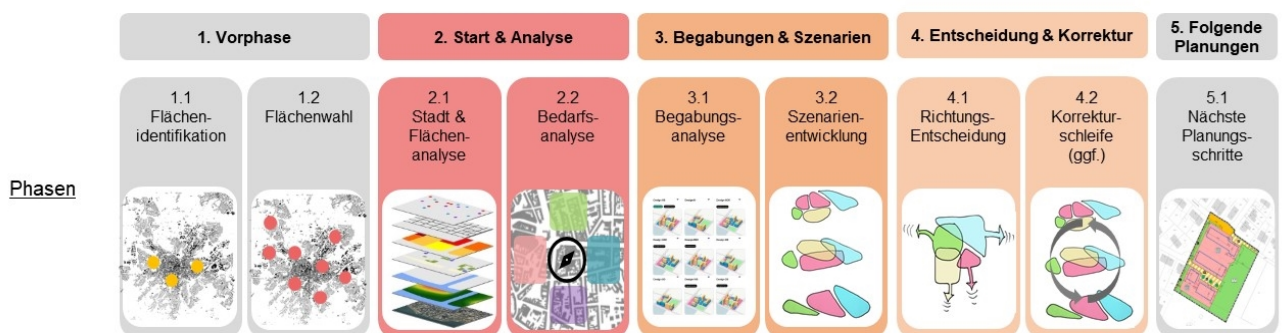 1. Vorphase
2. Start & Analyse
3. Begabungen & Szenarien
4. Entscheidung & Korrektur
5. Folgende
Planungen
Phasen
1.1
Flächen-
identifikation
1.2
Flächenwahl
2.1
Stadt &
Flächen-
analyse
2.2
Bedarfs-
analyse
3.1
Begabungs-
analyse
3.2
Szenarien-
entwicklung
4.1
Richtungs-
Entscheidung
4.2
Korrektur-
schleife
(ggf.)
5.1
Nächste
Planungs-
schritte